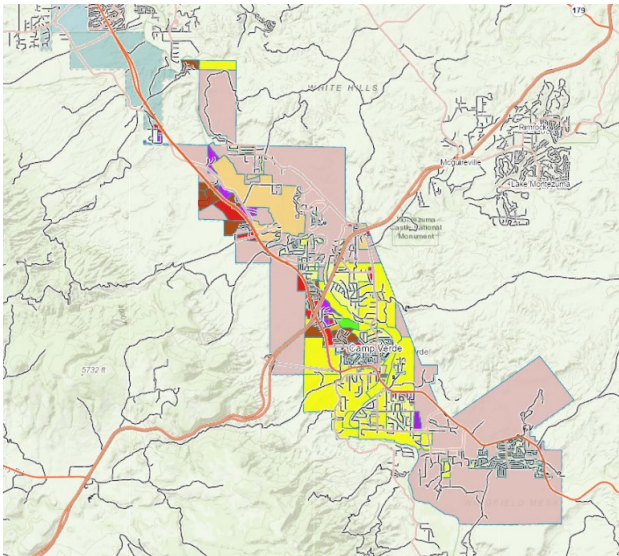 179
WHITE HILLS
Rimrock
Mcguireville
Lake Montezuma
Montezuma
Castle National
Monument
Camp Verde
5732 ft